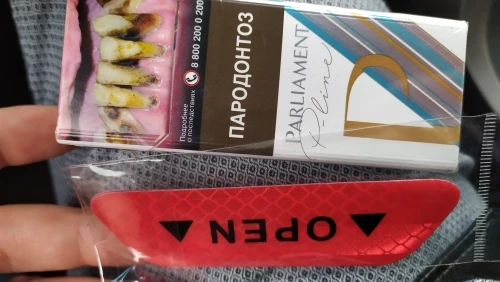 Подробнее
о последствиях
8 800 200 0 200
ПАРОДОНТОЗ
PARLIAMENT
P-line
P
OPEN